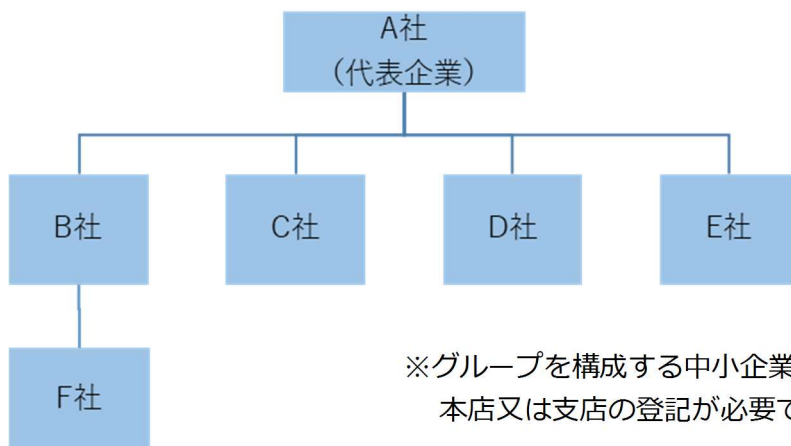 A社
（代表企業）
B社
C社
D社
E社
F社
※グループを構成する中小企業
本店又は支店の登記が必要で